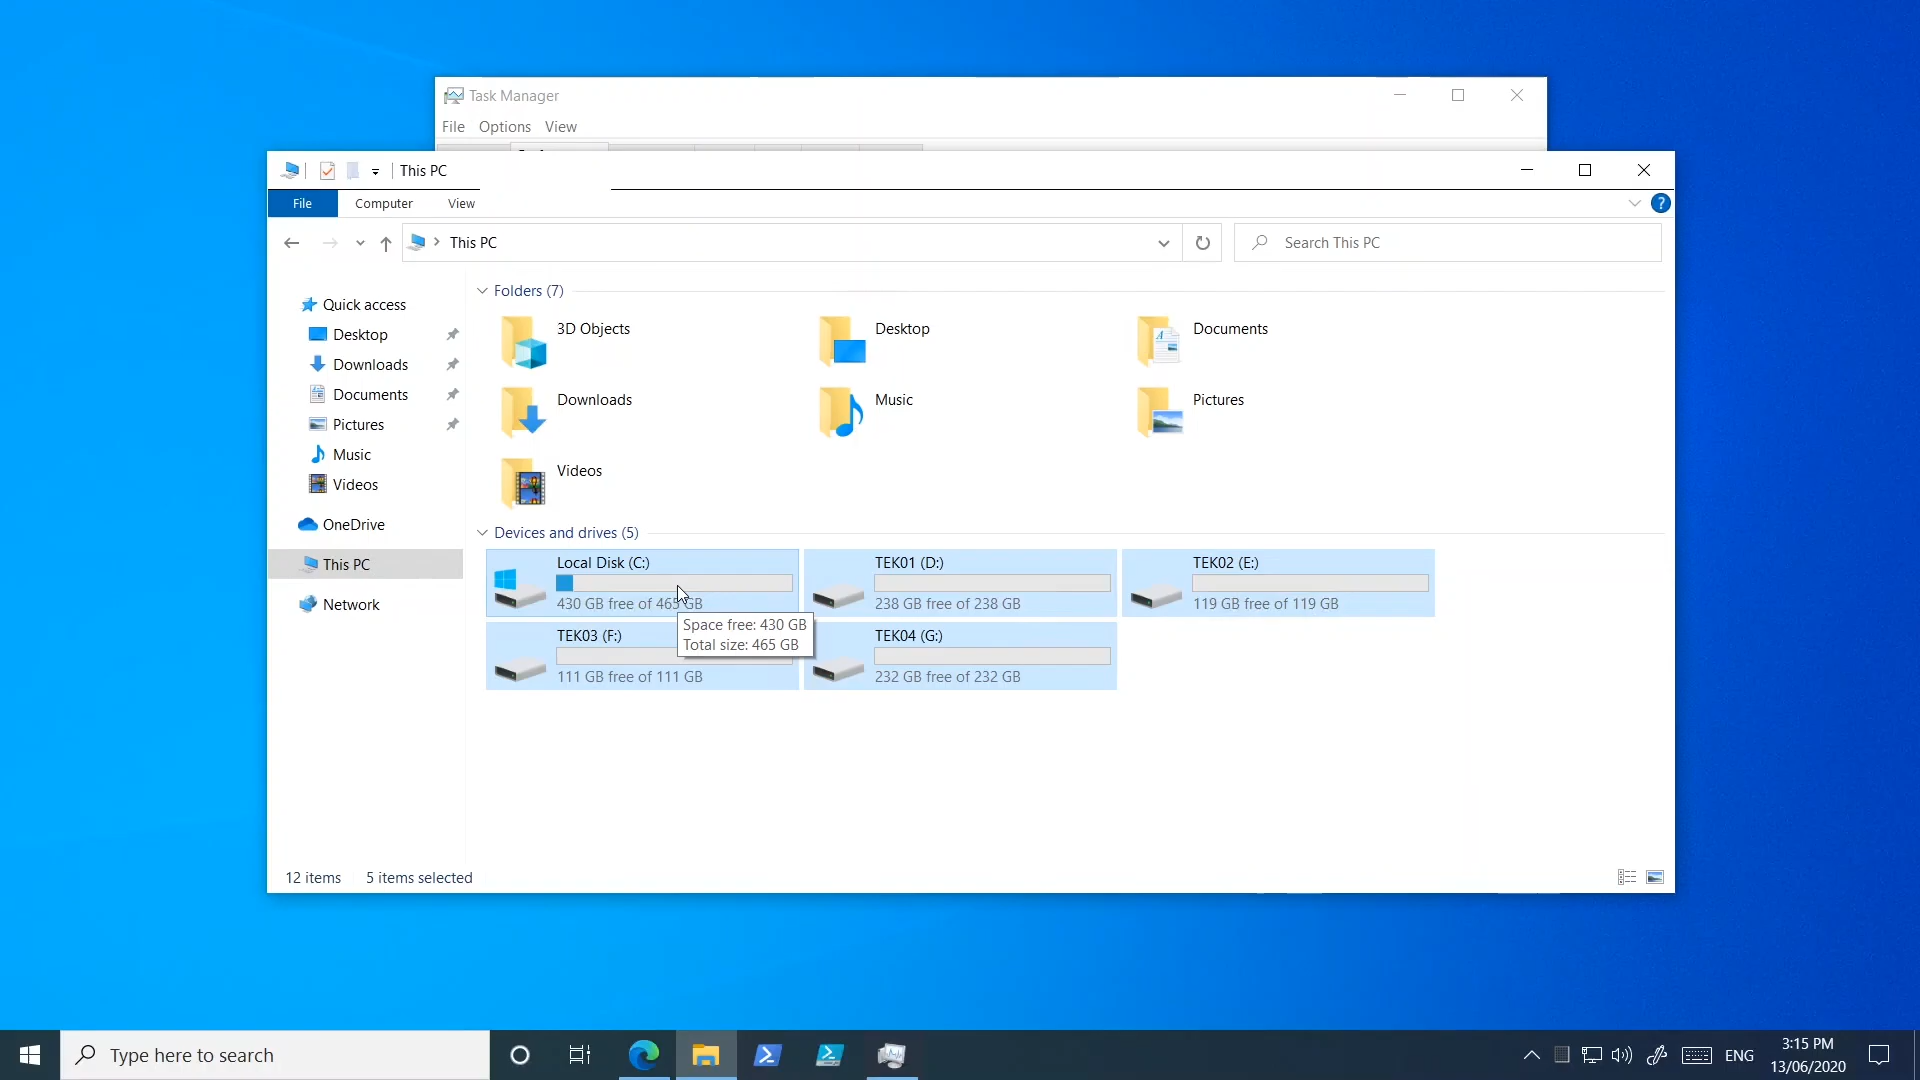 Task Manager
File Options View
This PC
File Computer View
This PC
Search This PC
Quick access
Desktop
Downloads
Documents
Pictures
Music
Videos
OneDrive
This PC
Network
Folders (7)
3D Objects
Desktop
Documents
Downloads
Music
Pictures
Videos
Devices and drives (5)
Local Disk (C:)
430 GB free of 465 GB
TEK01 (D:)
238 GB free of 238 GB
TEK02 (E:)
119 GB free of 119 GB
Space free: 430 GB
Total size: 465 GB
TEK03 (F:)
111 GB free of 111 GB
TEK04 (G:)
232 GB free of 232 GB
12 items 5 items selected
Type here to search
ENG
3:15 PM
13/06/2020